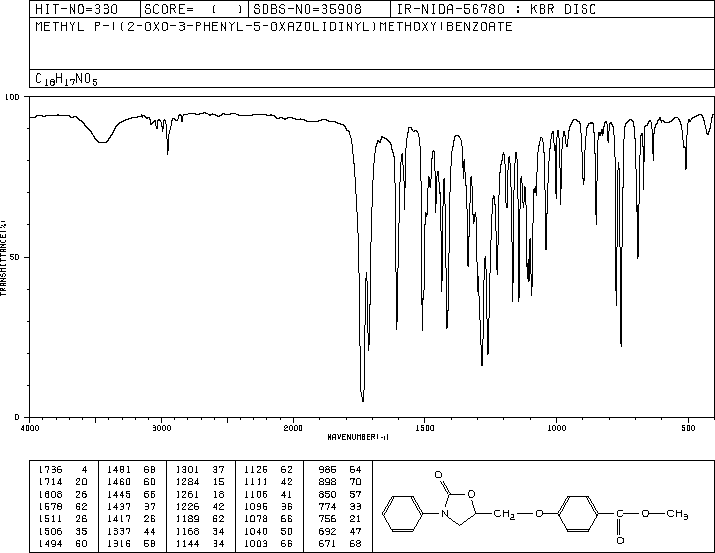 HIT-NO=330 SCORE= ( ) SDBS-NO=35908 IR-NIDA-56780 : KBR DISC
METHYL P-((2-OXO-3-PHENYL-5-OXAZOLIDINYL)METHOXY)BENZOATE
C18H17NO5
100
50
0
TRANSMITTANCE(%)
4000 3000 2000 1500 1000 500
WAVENUMBER(-1)
1736 4 1481 68 1301 37 1126 62 986 64
1714 20 1460 60 1284 15 1111 42 898 70
1608 26 1445 66 1261 18 1106 41 850 57
1578 62 1437 37 1226 42 1096 36 774 33
1511 26 1417 26 1189 62 1078 66 756 21
1506 35 1337 44 1168 34 1040 50 692 47
1494 60 1316 58 1144 34 1003 66 671 68
O
O
N
CH2
O
C
O
O
CH3